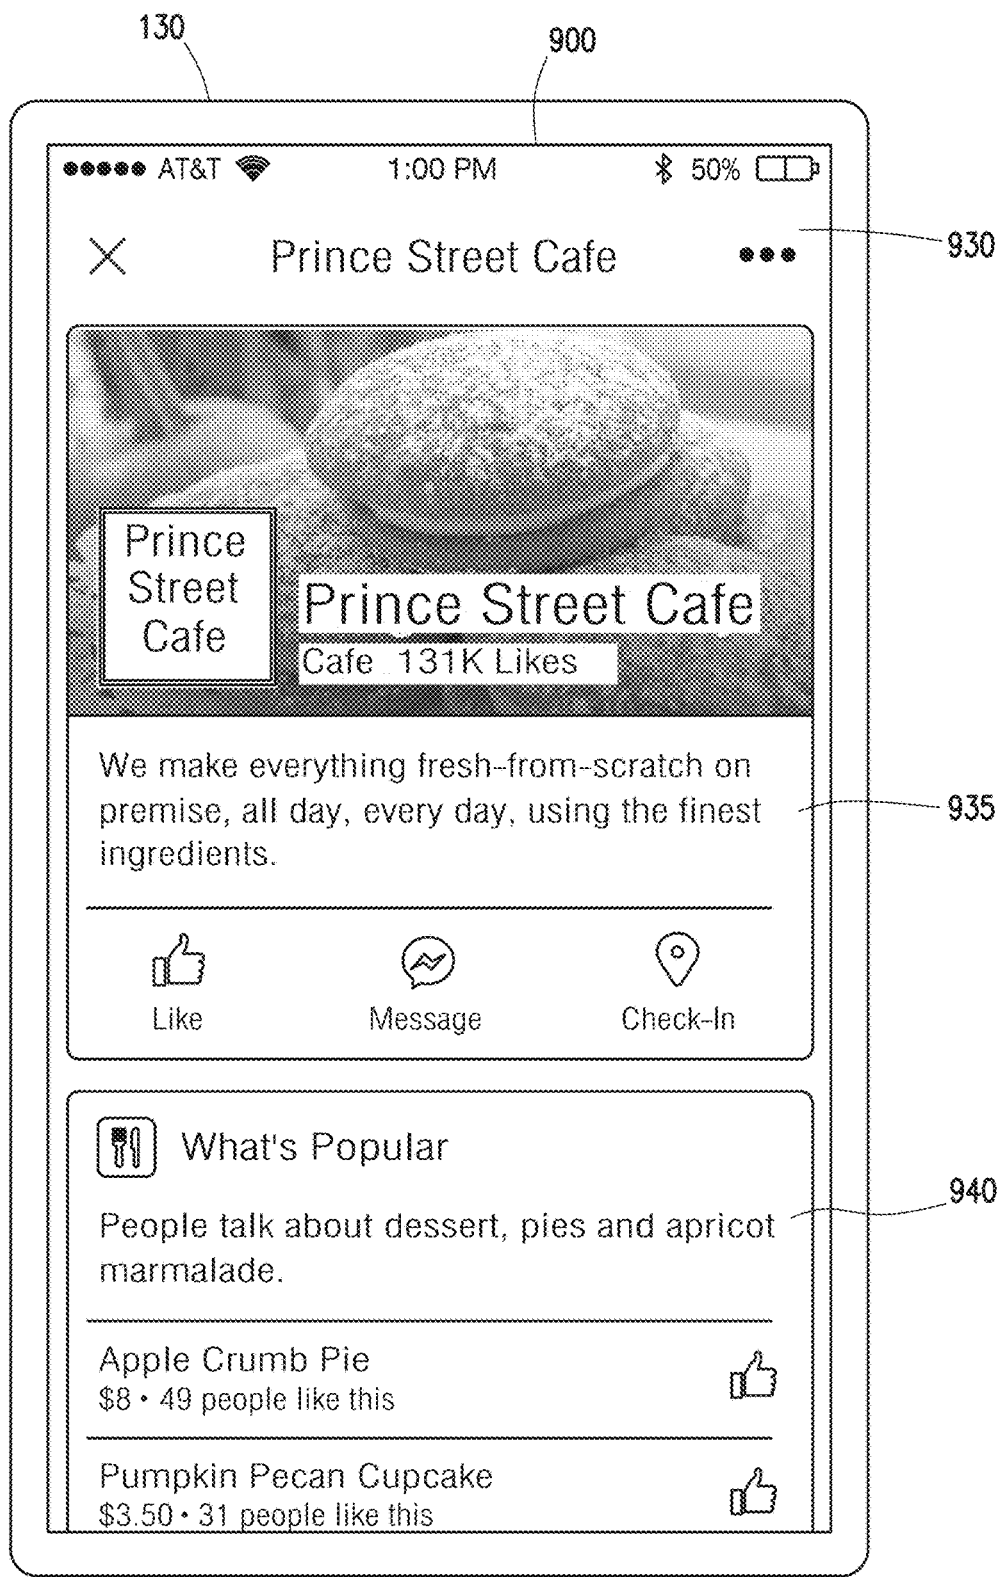 130
900
●●●●● AT&T 1:00 PM 50%
Prince Street Cafe •••
930
Prince
Street
Cafe
Prince Street Cafe
Cafe 131K Likes
We make everything fresh-from-scratch on
premise, all day, every day, using the finest
ingredients.
935
Like Message Check-In
What's Popular
940
People talk about dessert, pies and apricot
marmalade.
Apple Crumb Pie
$8 • 49 people like this
Pumpkin Pecan Cupcake
$3.50 • 31 people like this